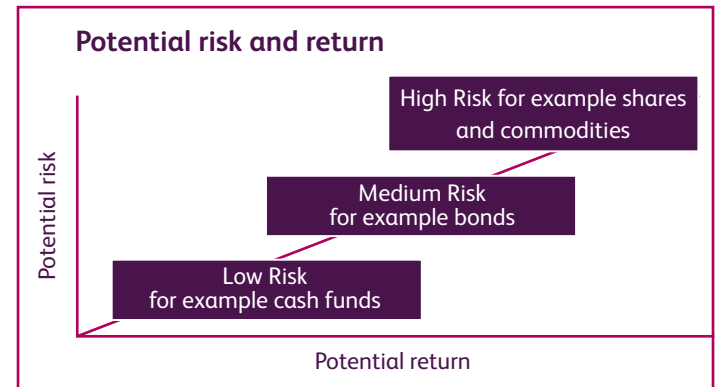 Potential risk and return
High Risk for example shares
and commodities
Medium Risk
for example bonds
Low Risk
for example cash funds
Potential risk
Potential return